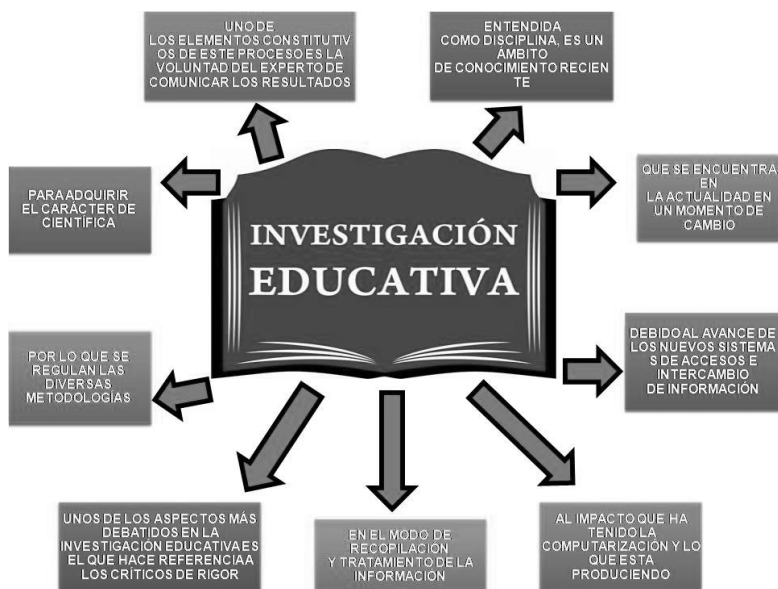 UNO DE
LOS ELEMENTOS CONSTITUTIV
OS DE ESTE PROCESO ES LA
VOLUNTAD DEL EXPERTO DE
COMUNICAR LOS RESULTADOS
ENTENDIDA
COMO DISCIPLINA, ES UN
ÁMBITO
DE CONOCIMIENTO RECIEN
TE
PARA ADQUIRIR
EL CARÁCTER DE
CIENTÍFICA
INVESTIGACIÓN
EDUCATIVA
QUE SE ENCUENTRA
EN
LA ACTUALIDAD EN
UN MOMENTO DE
CAMBIO
POR LO QUE SE
REGULAN LAS
DIVERSAS
METODOLOGÍAS
DEBIDO AL AVANCE DE
LOS NUEVOS SISTEMA
S DE ACCESOS E
INTERCAMBIO
DE INFORMACIÓN
UNOS DE LOS ASPECTOS MÁS
DEBATIDOS EN LA
INVESTIGACIÓN EDUCATIVA ES
EL QUE HACE REFERENCIA A
LOS CRÍTICOS DE RIGOR
EN EL MODO DE
RECOPILACIÓN
Y TRATAMIENTO DE LA
INFORMACIÓN
AL IMPACTO QUE HA
TENIDO LA
COMPUTARIZACIÓN Y LO
QUE ESTA
PRODUCIENDO